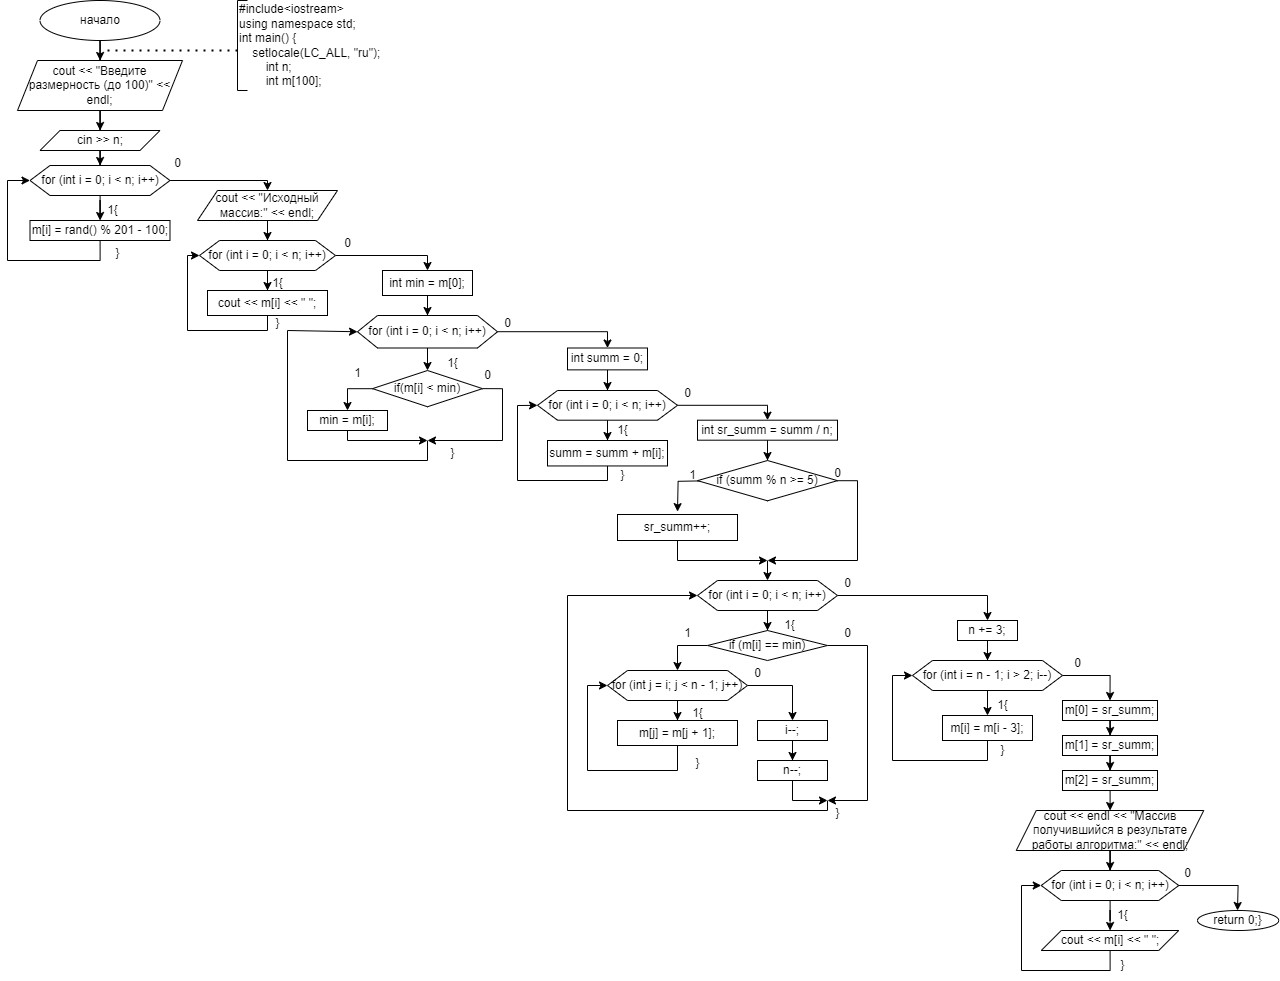 начало
#include<iostream>
using namespace std;
int main() {
setlocale(LC_ALL, "ru");
int n;
int m[100];
cout << "Введите
размерность (до 100)" <<
endl;
cin >> n;
for (int i = 0; i < n; i++)
0
1{
m[i] = rand() % 201 - 100;
}
cout << "Исходный
массив:" << endl;
for (int i = 0; i < n; i++)
0
1{
cout << m[i] << " ";
}
int min = m[0];
for (int i = 0; i < n; i++)
0
1{
if(m[i] < min)
1
0
min = m[i];
}
int summ = 0;
for (int i = 0; i < n; i++)
0
1{
summ = summ + m[i];
}
int sr_summ = summ / n;
if (summ % n >= 5)
1
0
sr_summ++;
for (int i = 0; i < n; i++)
0
1{
if (m[i] == min)
1
0
for (int j = i; j < n - 1; j++)
0
1{
m[j] = m[j + 1];
}
i--;
n--;
}
n += 3;
for (int i = n - 1; i > 2; i--)
0
1{
m[i] = m[i - 3];
}
m[0] = sr_summ;
m[1] = sr_summ;
m[2] = sr_summ;
cout << endl << "Массив
получившийся в результате
работы алгоритма:" << endl;
for (int i = 0; i < n; i++)
0
1{
cout << m[i] << " ";
}
return 0;}